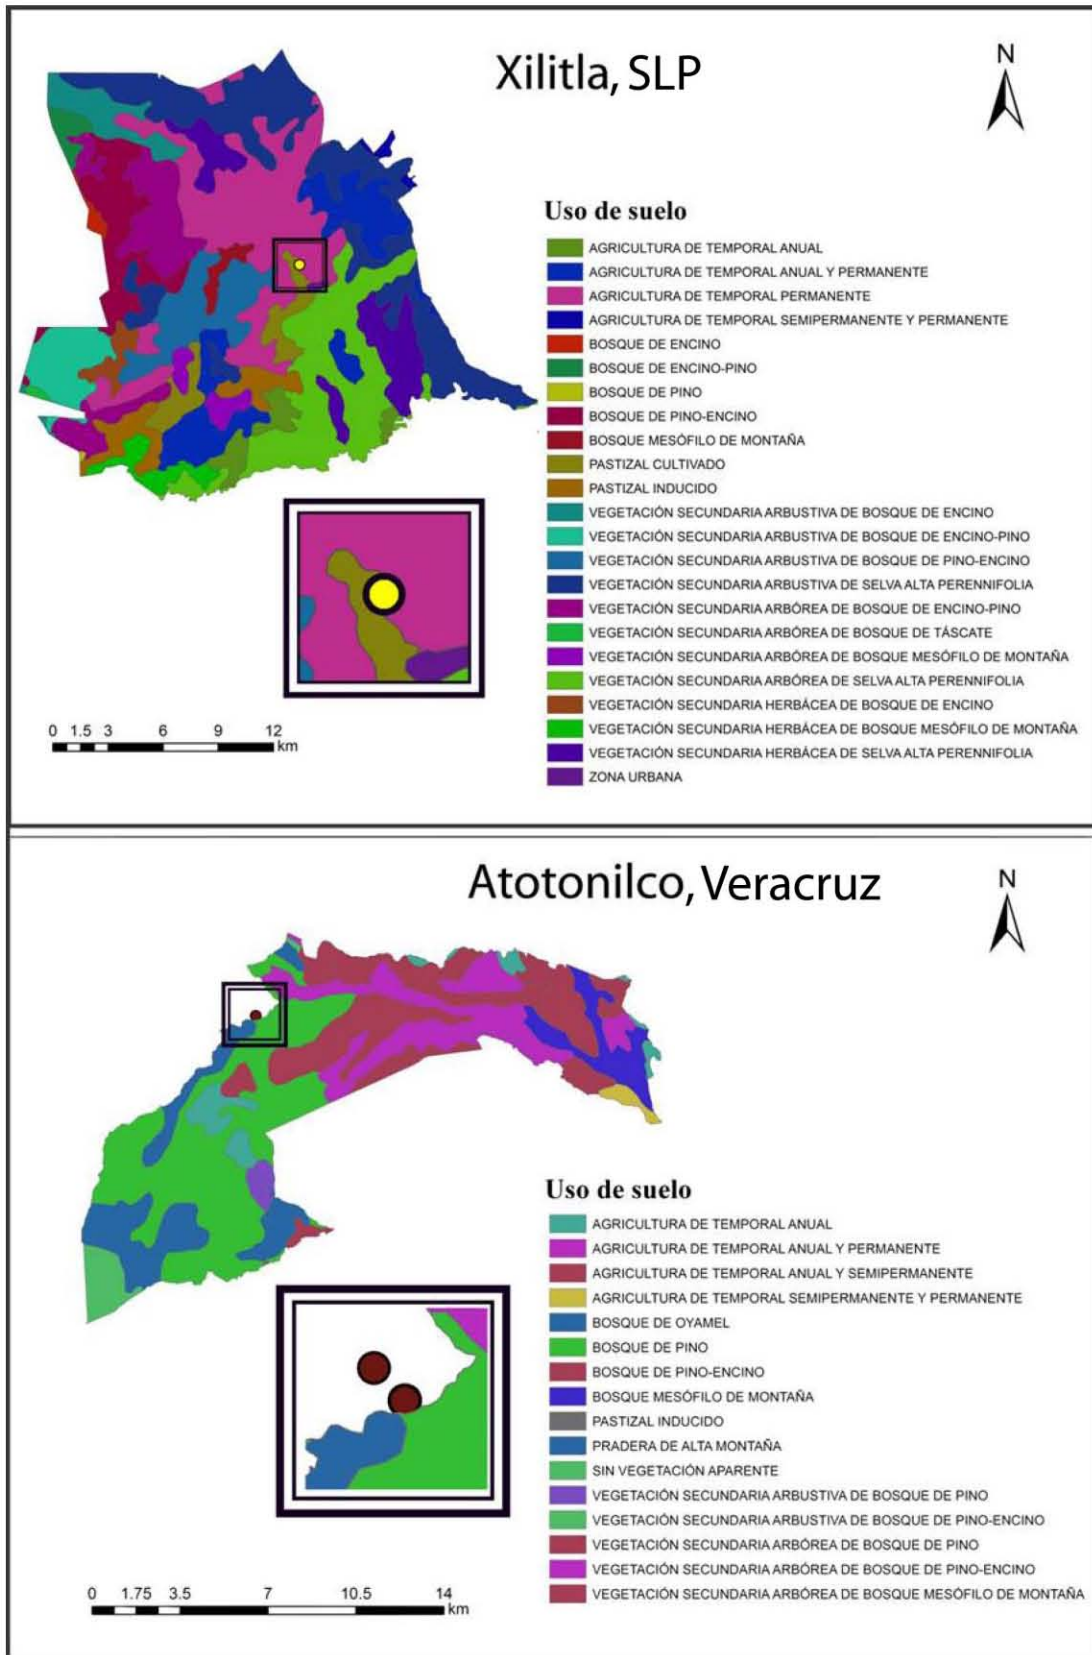 Xilitla, SLP
N
Uso de suelo
AGRICULTURA DE TEMPORAL ANUAL
AGRICULTURA DE TEMPORAL ANUAL Y PERMANENTE
AGRICULTURA DE TEMPORAL PERMANENTE
AGRICULTURA DE TEMPORAL SEMIPERMANENTE Y PERMANENTE
BOSQUE DE ENCINO
BOSQUE DE ENCINO-PINO
BOSQUE DE PINO
BOSQUE DE PINO-ENCINO
BOSQUE MESÓFILO DE MONTAÑA
PASTIZAL CULTIVADO
PASTIZAL INDUCIDO
VEGETACIÓN SECUNDARIA ARBUSTIVA DE BOSQUE DE ENCINO
VEGETACIÓN SECUNDARIA ARBUSTIVA DE BOSQUE DE ENCINO-PINO
VEGETACIÓN SECUNDARIA ARBUSTIVA DE BOSQUE DE PINO-ENCINO
VEGETACIÓN SECUNDARIA ARBUSTIVA DE SELVA ALTA PERENNIFOLIA
VEGETACIÓN SECUNDARIA ARBÓREA DE BOSQUE DE ENCINO-PINO
VEGETACIÓN SECUNDARIA ARBÓREA DE BOSQUE DE TÁSCATE
VEGETACIÓN SECUNDARIA ARBÓREA DE BOSQUE MESÓFILO DE MONTAÑA
VEGETACIÓN SECUNDARIA ARBÓREA DE SELVA ALTA PERENNIFOLIA
VEGETACIÓN SECUNDARIA HERBÁCEA DE BOSQUE DE ENCINO
VEGETACIÓN SECUNDARIA HERBÁCEA DE BOSQUE MESÓFILO DE MONTAÑA
VEGETACIÓN SECUNDARIA HERBÁCEA DE SELVA ALTA PERENNIFOLIA
ZONA URBANA
0 1.5 3 6 9 12
km
Atotonilco, Veracruz
N
Uso de suelo
AGRICULTURA DE TEMPORAL ANUAL
AGRICULTURA DE TEMPORAL ANUAL Y PERMANENTE
AGRICULTURA DE TEMPORAL ANUAL Y SEMIPERMANENTE
AGRICULTURA DE TEMPORAL SEMIPERMANENTE Y PERMANENTE
BOSQUE DE OYAMEL
BOSQUE DE PINO
BOSQUE DE PINO-ENCINO
BOSQUE MESÓFILO DE MONTAÑA
PASTIZAL INDUCIDO
PRADERA DE ALTA MONTAÑA
SIN VEGETACIÓN APARENTE
VEGETACIÓN SECUNDARIA ARBUSTIVA DE BOSQUE DE PINO
VEGETACIÓN SECUNDARIA ARBUSTIVA DE BOSQUE DE PINO-ENCINO
VEGETACIÓN SECUNDARIA ARBÓREA DE BOSQUE DE PINO
VEGETACIÓN SECUNDARIA ARBÓREA DE BOSQUE DE PINO-ENCINO
VEGETACIÓN SECUNDARIA ARBÓREA DE BOSQUE MESÓFILO DE MONTAÑA
0 1.75 3.5 7 10.5 14
km